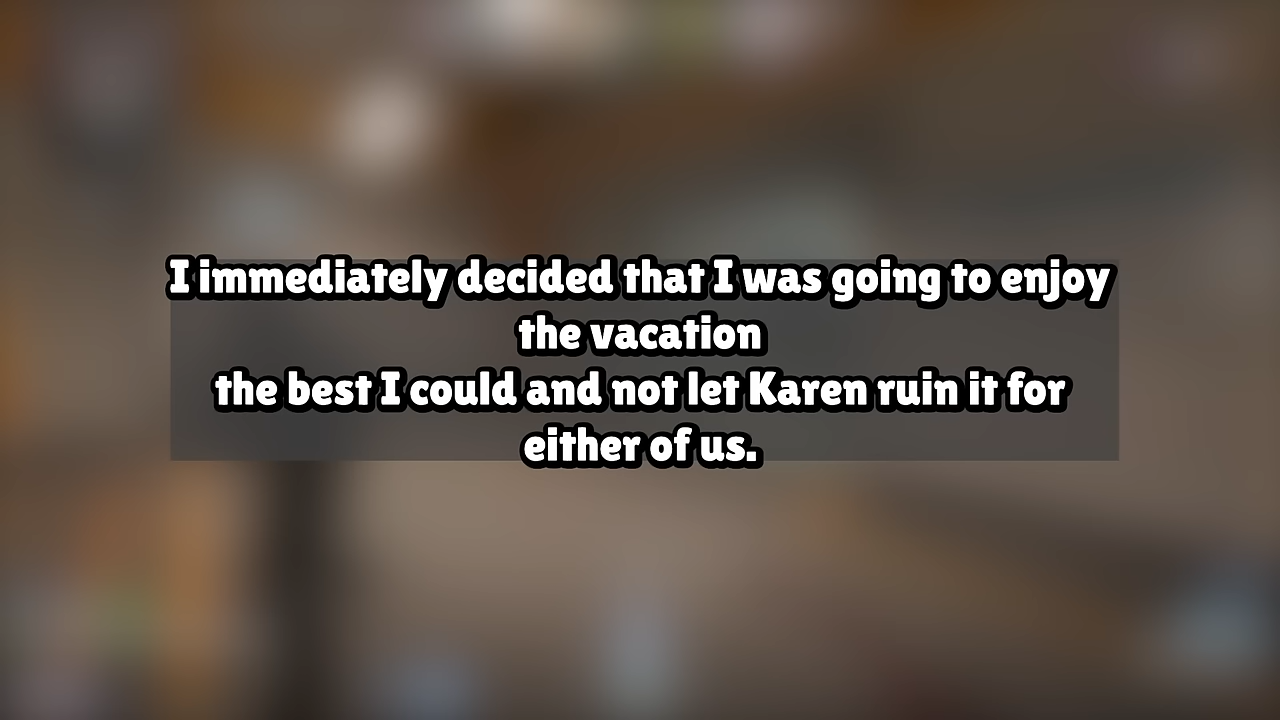 I immediately decided that I was going to enjoy
the vacation
the best I could and not let Karen ruin it for
either of us.